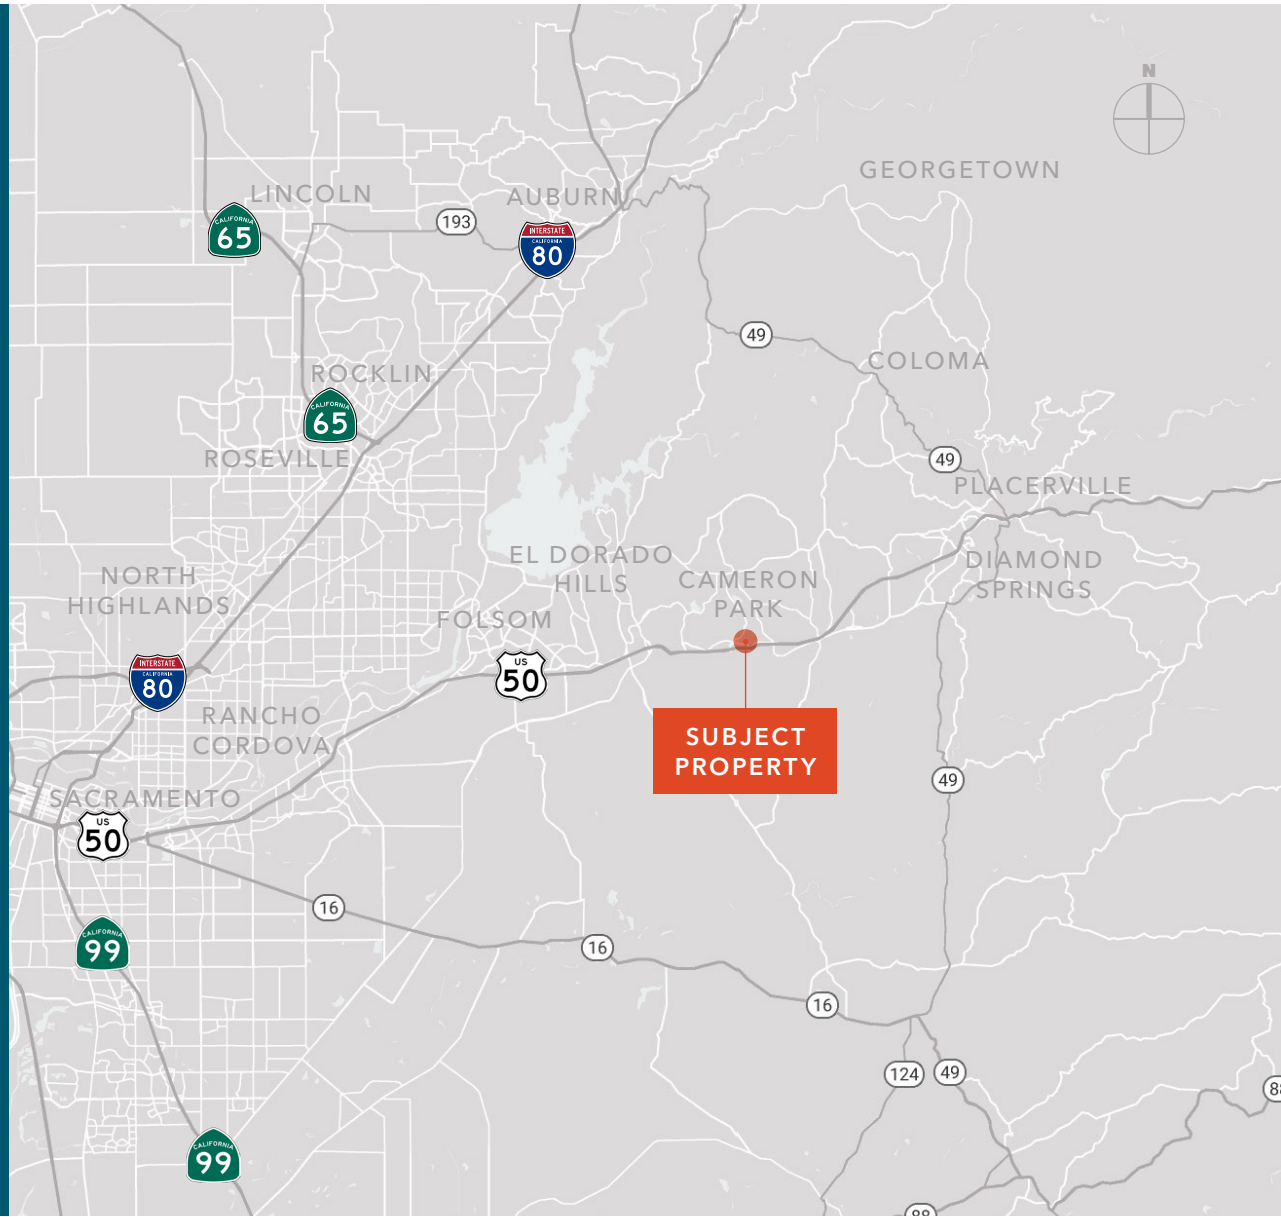 N
GEORGETOWN
LINCOLN
AUBURN
193
CALIFORNIA
65
INTERSTATE
CALIFORNIA
80
49
COLOMA
ROCKLIN
CALIFORNIA
65
ROSEVILLE
49
PLACERVILLE
EL DORADO
HILLS
CAMERON
PARK
DIAMOND
SPRINGS
NORTH
HIGHLANDS
FOLSOM
INTERSTATE
CALIFORNIA
80
US
50
RANCHO
CORDOVA
SUBJECT
PROPERTY
49
SACRAMENTO
US
50
16
CALIFORNIA
99
16
16
124
49
88
CALIFORNIA
99
88